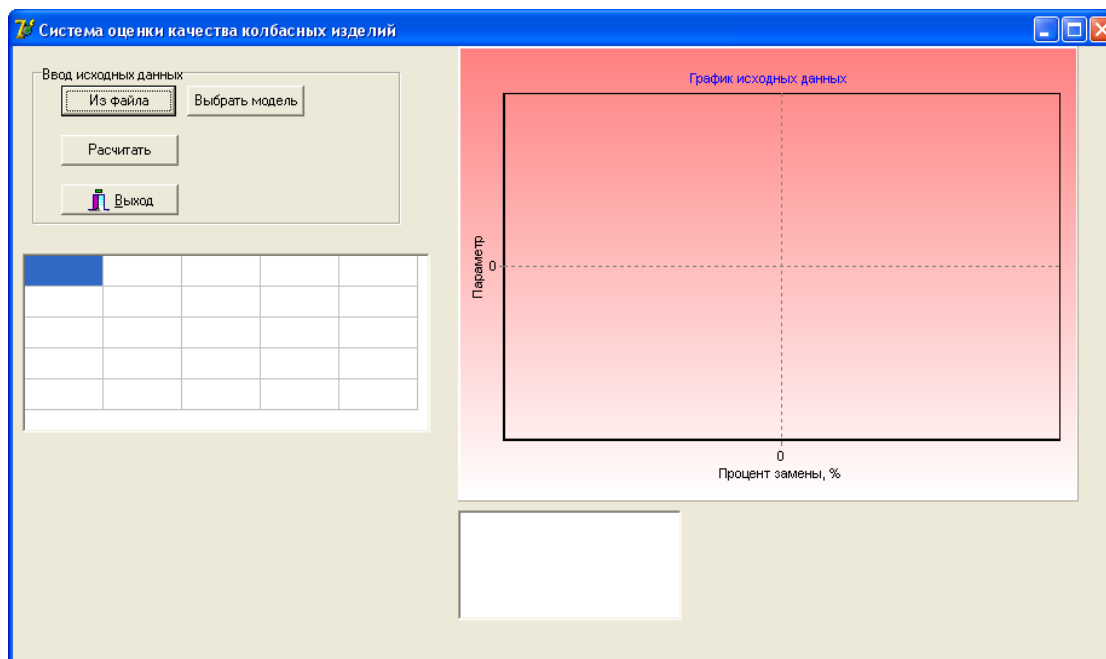 Система оценки качества колбасных изделий
Ввод исходных данных
Из файла
Выбрать модель
Расчитать
Выход
График исходных данных
Параметр
0
0
Процент замены, %